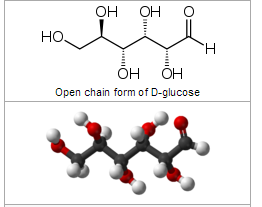 OH OH O
HO H
OH OH
Open chain form of D-glucose